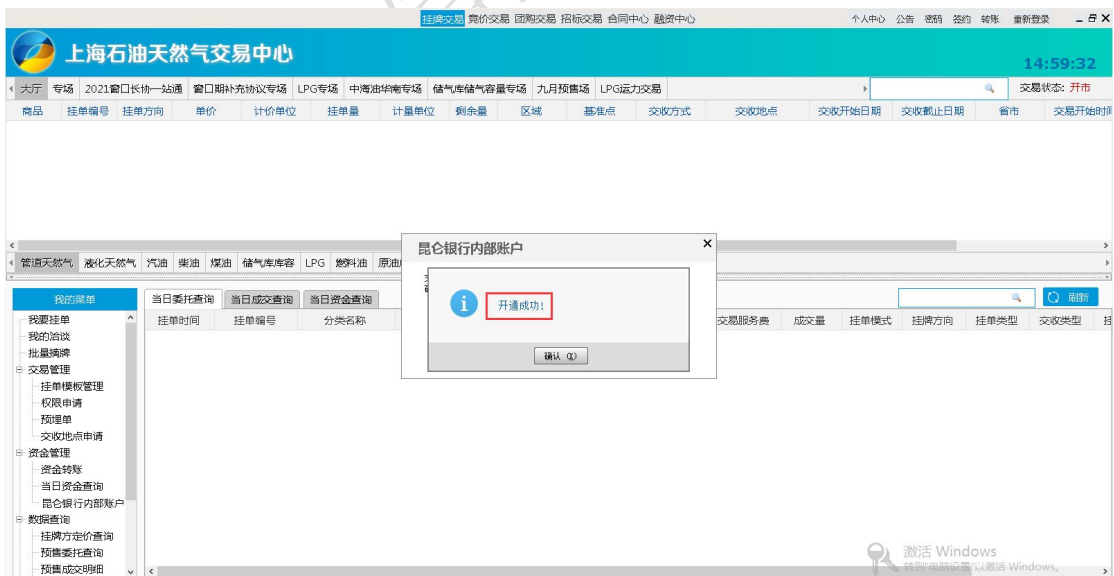 挂牌交易 竞价交易 团购交易 招标交易 合同中心 融资中心 个人中心 公告 密码 签约 转账 重新登录
上海石油天然气交易中心
14:59:32
大厅 专场 2021窗口长协一站通 窗口期补充协议专场 LPG专场 中海油华南专场 储气库储气容量专场 九月预售场 LPG运力交易 交易状态: 开市
商品 挂单编号 挂单方向 单价 计价单位 挂单量 计量单位 剩余量 区域 基准点 交收方式 交收地点 交收开始日期 交收截止日期 省市 交易开始时间
昆仑银行内部账户
管道天然气 液化天然气 汽油 柴油 煤油 储气库库容 LPG 燃料油 原油
开通成功!
确认 (X)
我的菜单 当日委托查询 当日成交查询 当日资金查询 刷新
挂单时间 挂单编号 分类名称 交易服务费 成交量 挂单模式 挂牌方向 挂单类型 交收类型 挂
我要挂单
我的洽谈
批量摘牌
交易管理
挂单模板管理
权限申请
预埋单
交收地点申请
资金管理
资金转账
当日资金查询
昆仑银行内部账户
数据查询
挂牌方定价查询
预售委托查询
预售成交明细
激活 Windows
转到"电脑设置"以激活 Windows。